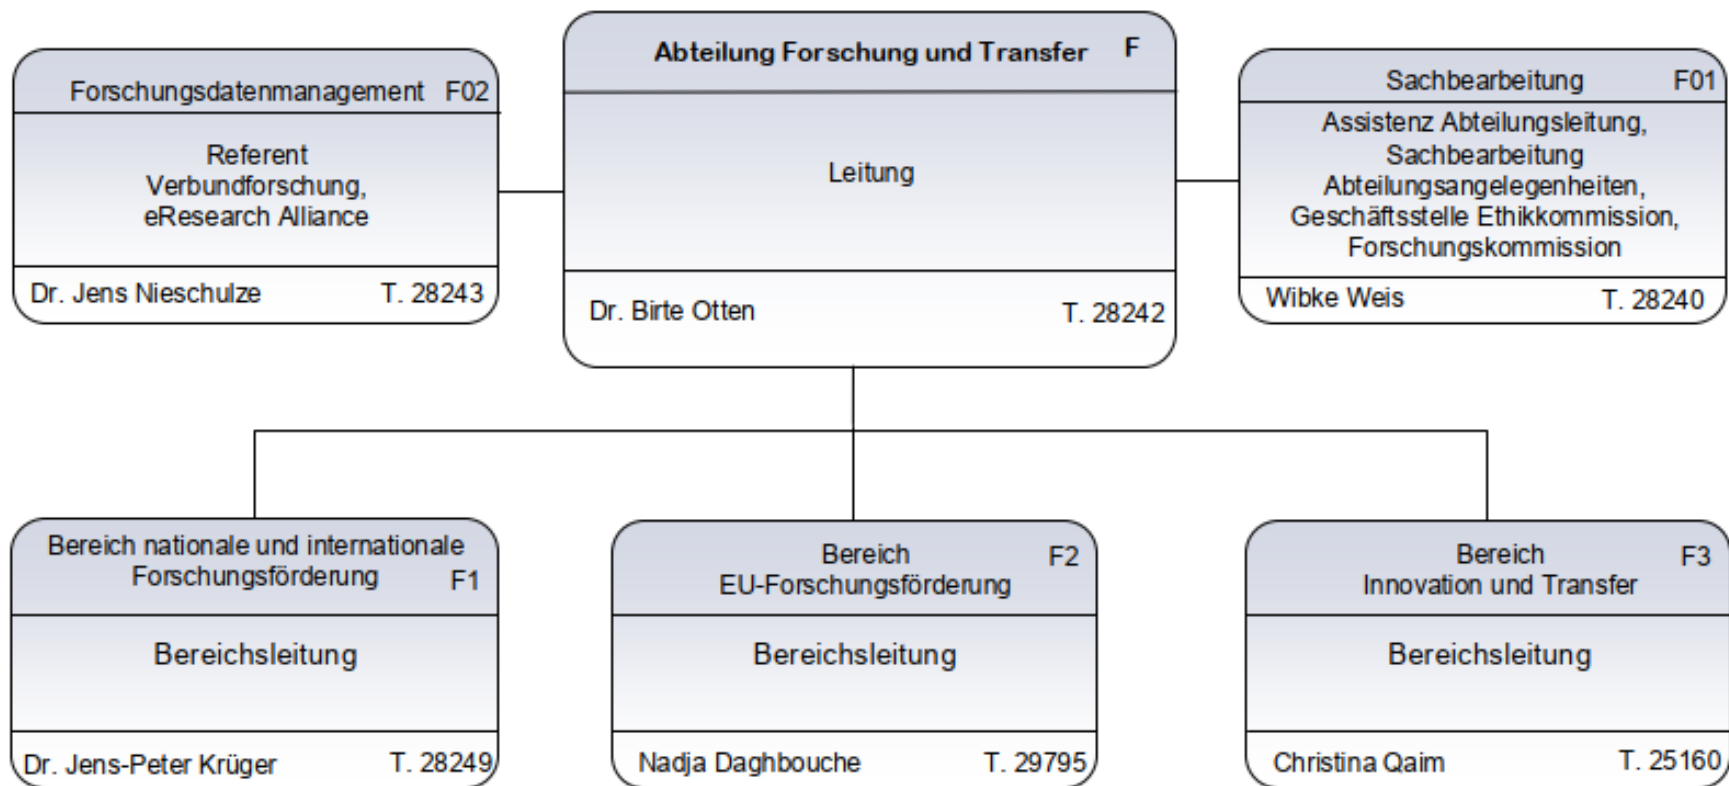 Forschungsdatenmanagement F02
Referent
Verbundforschung,
eResearch Alliance
Dr. Jens Nieschulze T. 28243
Abteilung Forschung und Transfer F
Leitung
Dr. Birte Otten T. 28242
Sachbearbeitung F01
Assistenz Abteilungsleitung,
Sachbearbeitung
Abteilungsangelegenheiten,
Geschäftsstelle Ethikkommission,
Forschungskommission
Wibke Weis T. 28240
Bereich nationale und internationale
Forschungsförderung F1
Bereichsleitung
Dr. Jens-Peter Krüger T. 28249
Bereich F2
EU-Forschungsförderung
Bereichsleitung
Nadja Daghbouche T. 29795
Bereich F3
Innovation und Transfer
Bereichsleitung
Christina Qaim T. 25160